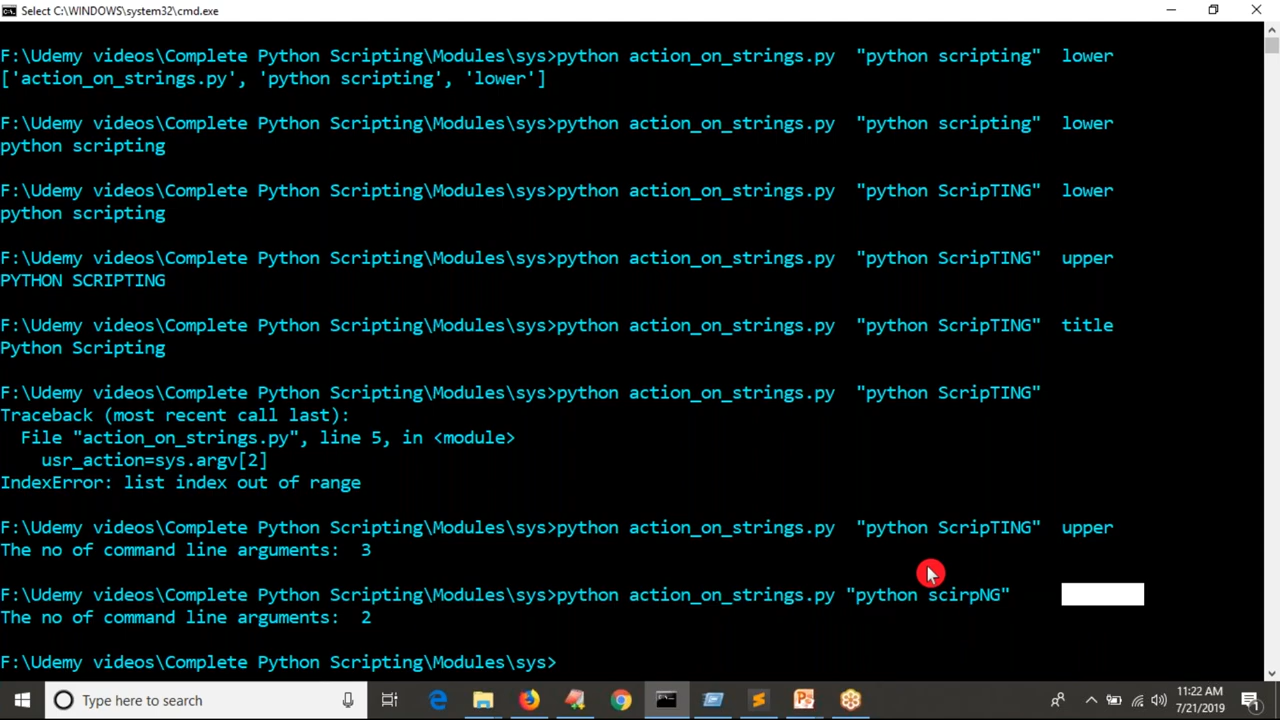 Select C:\WINDOWS\system32\cmd.exe
F:\Udemy videos\Complete Python Scripting\Modules\sys>python action_on_strings.py  "python scripting"  lower
['action_on_strings.py', 'python scripting', 'lower']
F:\Udemy videos\Complete Python Scripting\Modules\sys>python action_on_strings.py  "python scripting"  lower
python scripting
F:\Udemy videos\Complete Python Scripting\Modules\sys>python action_on_strings.py  "python ScripTING"  lower
python scripting
F:\Udemy videos\Complete Python Scripting\Modules\sys>python action_on_strings.py  "python ScripTING"  upper
PYTHON SCRIPTING
F:\Udemy videos\Complete Python Scripting\Modules\sys>python action_on_strings.py  "python ScripTING"  title
Python Scripting
F:\Udemy videos\Complete Python Scripting\Modules\sys>python action_on_strings.py  "python ScripTING"
Traceback (most recent call last):
  File "action_on_strings.py", line 5, in <module>
    usr_action=sys.argv[2]
IndexError: list index out of range
F:\Udemy videos\Complete Python Scripting\Modules\sys>python action_on_strings.py  "python ScripTING"  upper
The no of command line arguments:  3
F:\Udemy videos\Complete Python Scripting\Modules\sys>python action_on_strings.py "python scirpNG"
The no of command line arguments:  2
F:\Udemy videos\Complete Python Scripting\Modules\sys>
Type here to search
11:22 AM
7/21/2019
1